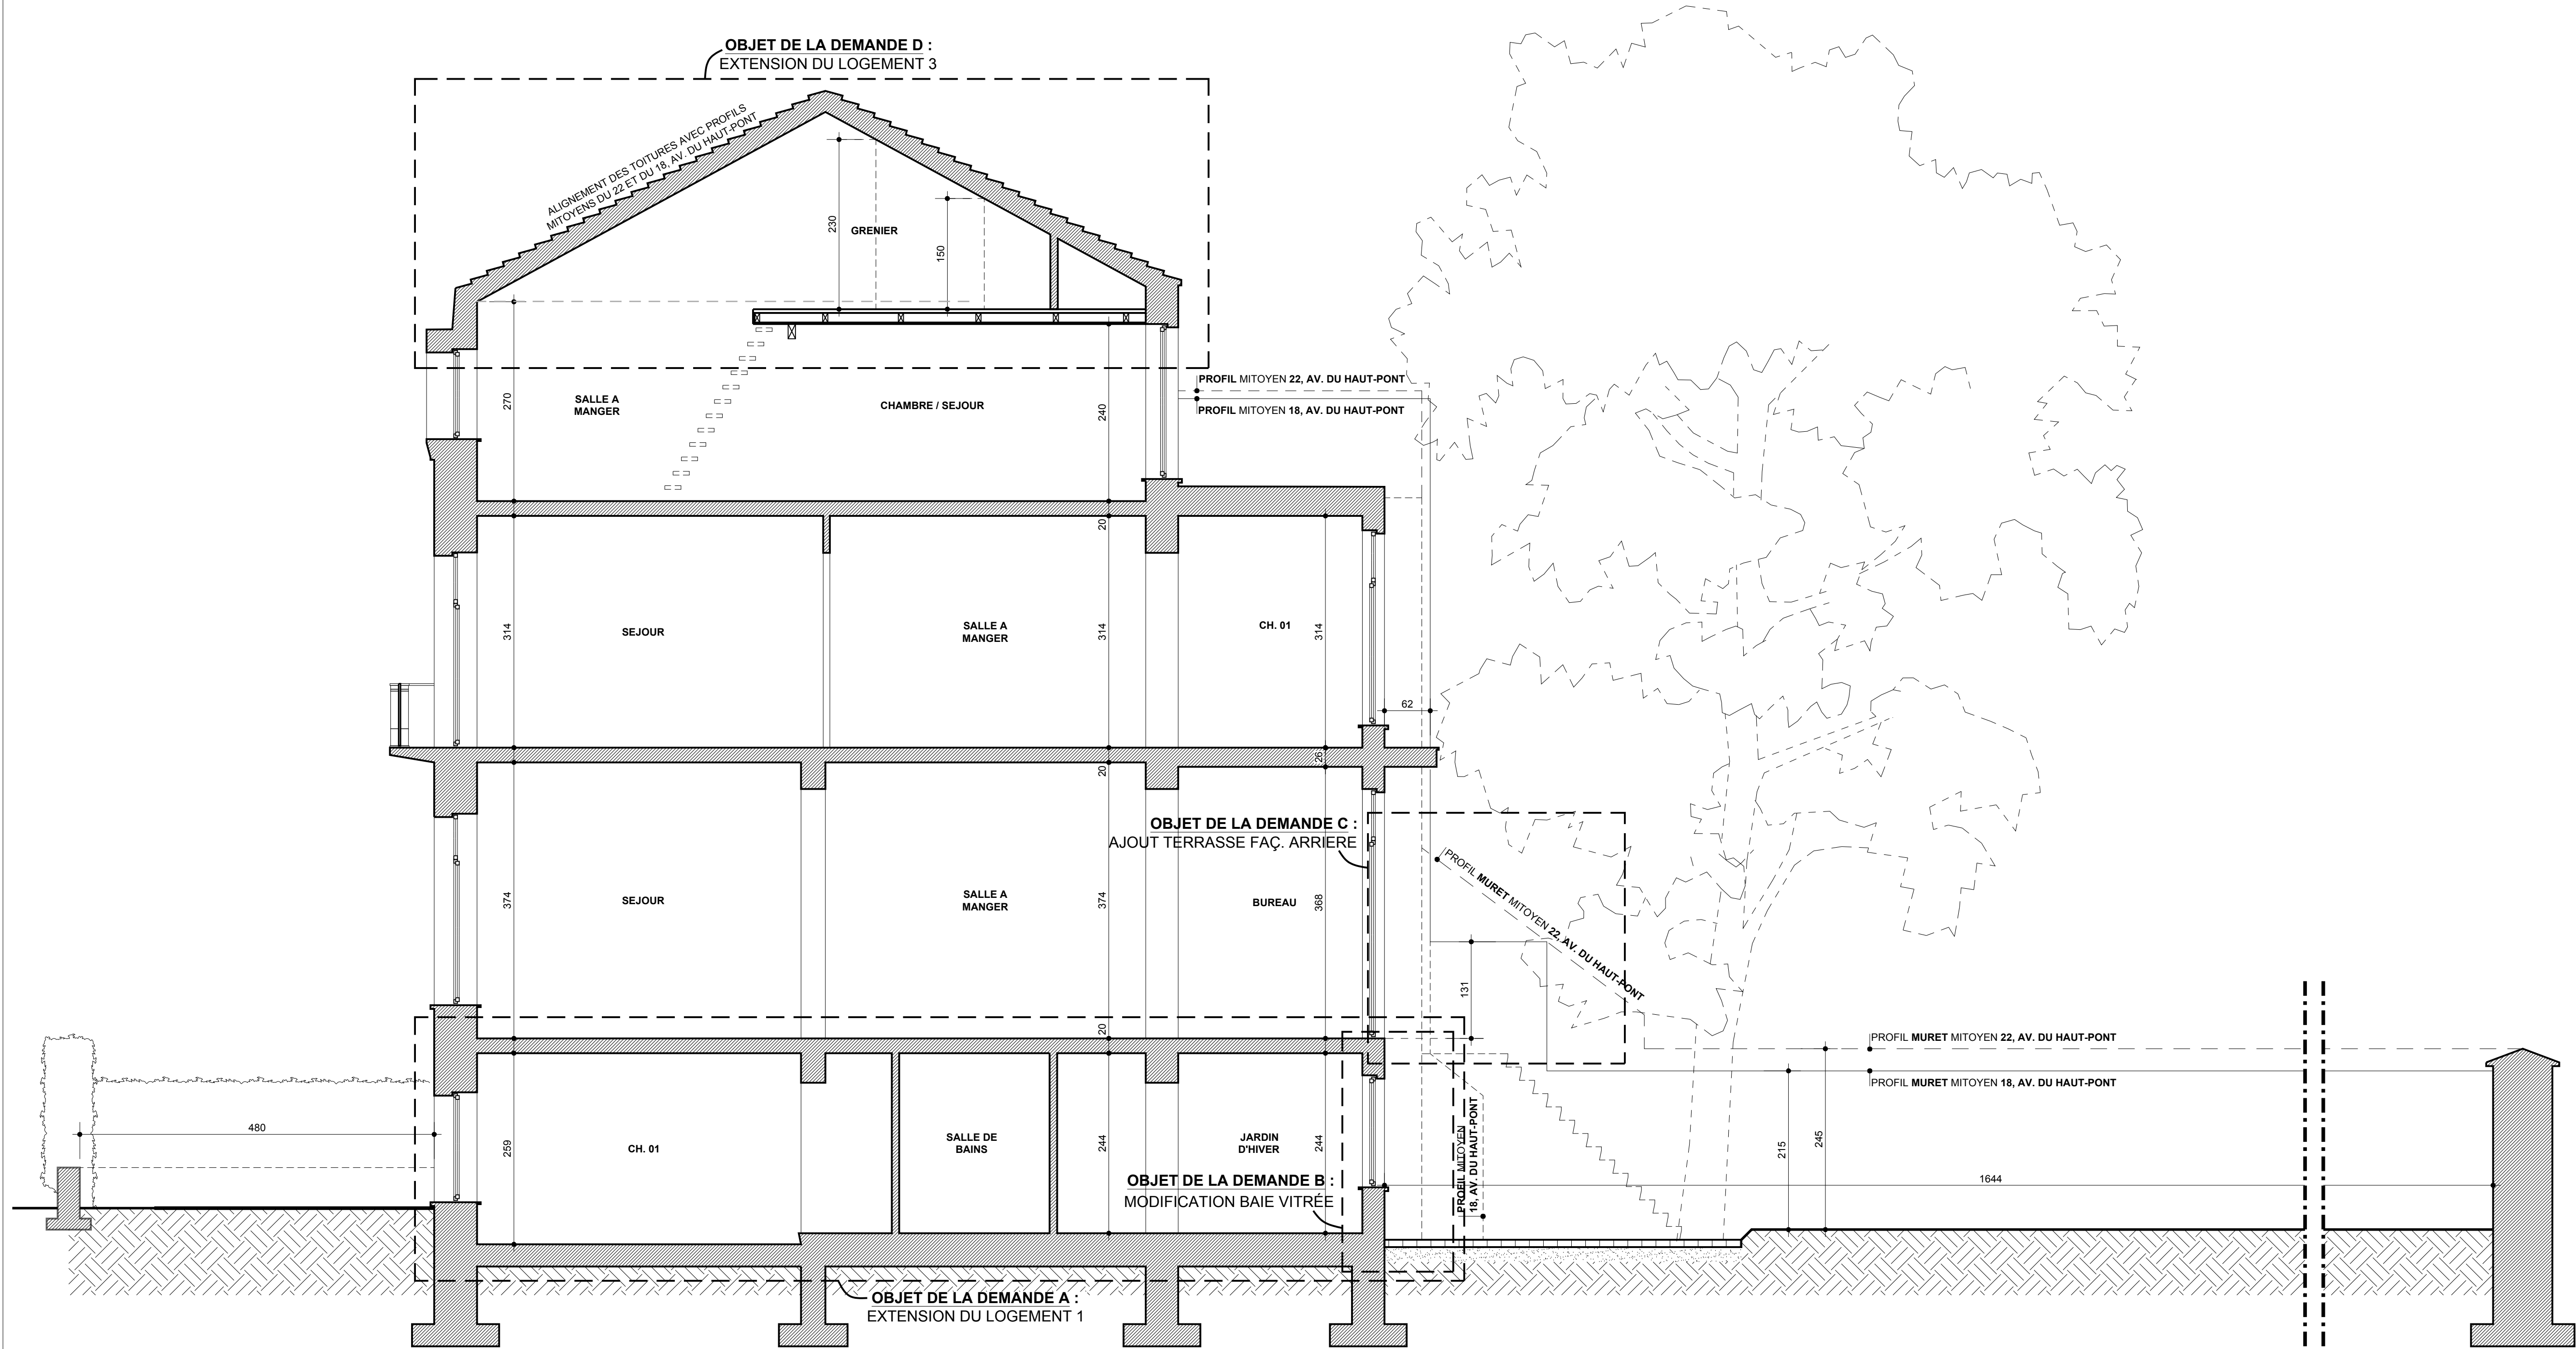 OBJET DE LA DEMANDE D :
EXTENSION DU LOGEMENT 3
ALIGNEMENT DES TOITURES AVEC PROFILS
MITOYENS DU 22 ET DU 18, AV. DU HAUT-PONT
230
GRENIER
150
270
SALLE A
MANGER
CHAMBRE / SEJOUR
240
PROFIL MITOYEN 22, AV. DU HAUT-PONT
PROFIL MITOYEN 18, AV. DU HAUT-PONT
20
314
SEJOUR
SALLE A
MANGER
314
CH. 01
314
62
20
26
OBJET DE LA DEMANDE C :
AJOUT TERRASSE FAÇ. ARRIERE
PROFIL MURET MITOYEN 22, AV. DU HAUT-PONT
374
SEJOUR
SALLE A
MANGER
374
BUREAU
368
131
20
PROFIL MURET MITOYEN 22, AV. DU HAUT-PONT
PROFIL MURET MITOYEN 18, AV. DU HAUT-PONT
480
259
CH. 01
SALLE DE
BAINS
244
JARDIN
D'HIVER
244
PROFIL MITOYEN
18, AV. DU HAUT-PONT
215
245
1644
OBJET DE LA DEMANDE B :
MODIFICATION BAIE VITRÉE
OBJET DE LA DEMANDE A :
EXTENSION DU LOGEMENT 1